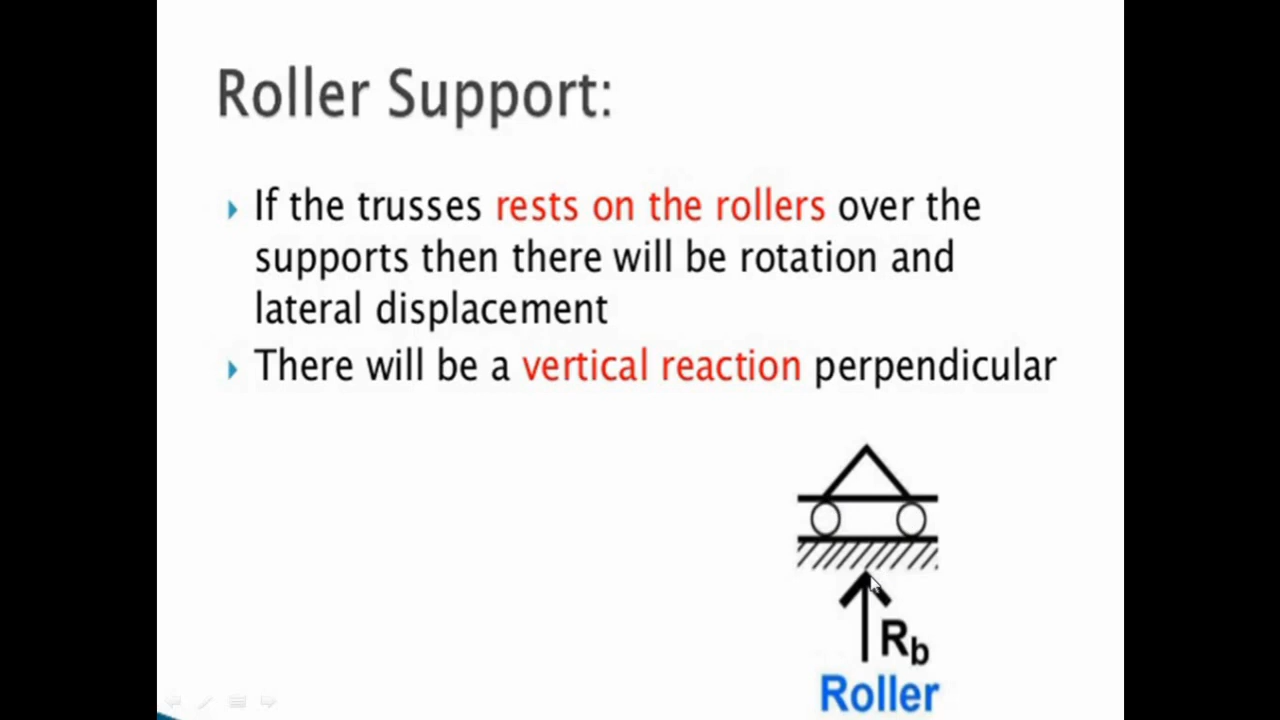 Roller Support:
If the trusses rests on the rollers over the
supports then there will be rotation and
lateral displacement
There will be a vertical reaction perpendicular
Rb
Roller